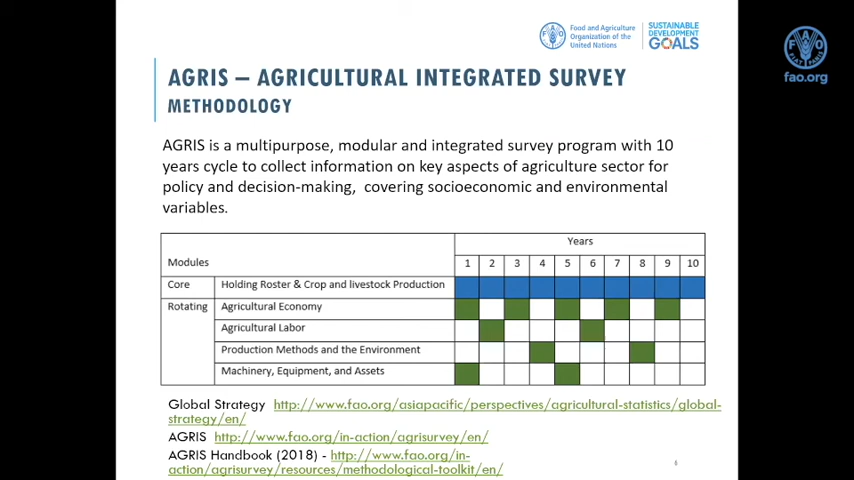 Food and Agriculture
Organization of the
United Nations
SUSTAINABLE
DEVELOPMENT
GOALS
FAO
FIAT PANIS
fao.org
AGRIS – AGRICULTURAL INTEGRATED SURVEY
METHODOLOGY
AGRIS is a multipurpose, modular and integrated survey program with 10
years cycle to collect information on key aspects of agriculture sector for
policy and decision-making, covering socioeconomic and environmental
variables.
Years
Modules 1 2 3 4 5 6 7 8 9 10
Core Holding Roster & Crop and livestock Production
Rotating Agricultural Economy
Agricultural Labor
Production Methods and the Environment
Machinery, Equipment, and Assets
Global Strategy http://www.fao.org/asiapacific/perspectives/agricultural-statistics/global-
strategy/en/
AGRIS http://www.fao.org/in-action/agrisurvey/en/
AGRIS Handbook (2018) - http://www.fao.org/in-
action/agrisurvey/resources/methodological-toolkit/en/